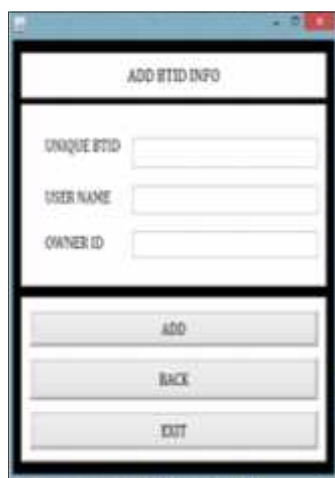 ADD BTID INFO
UNIQUE BTID
USER NAME
OWNER ID
ADD
BACK
EXIT